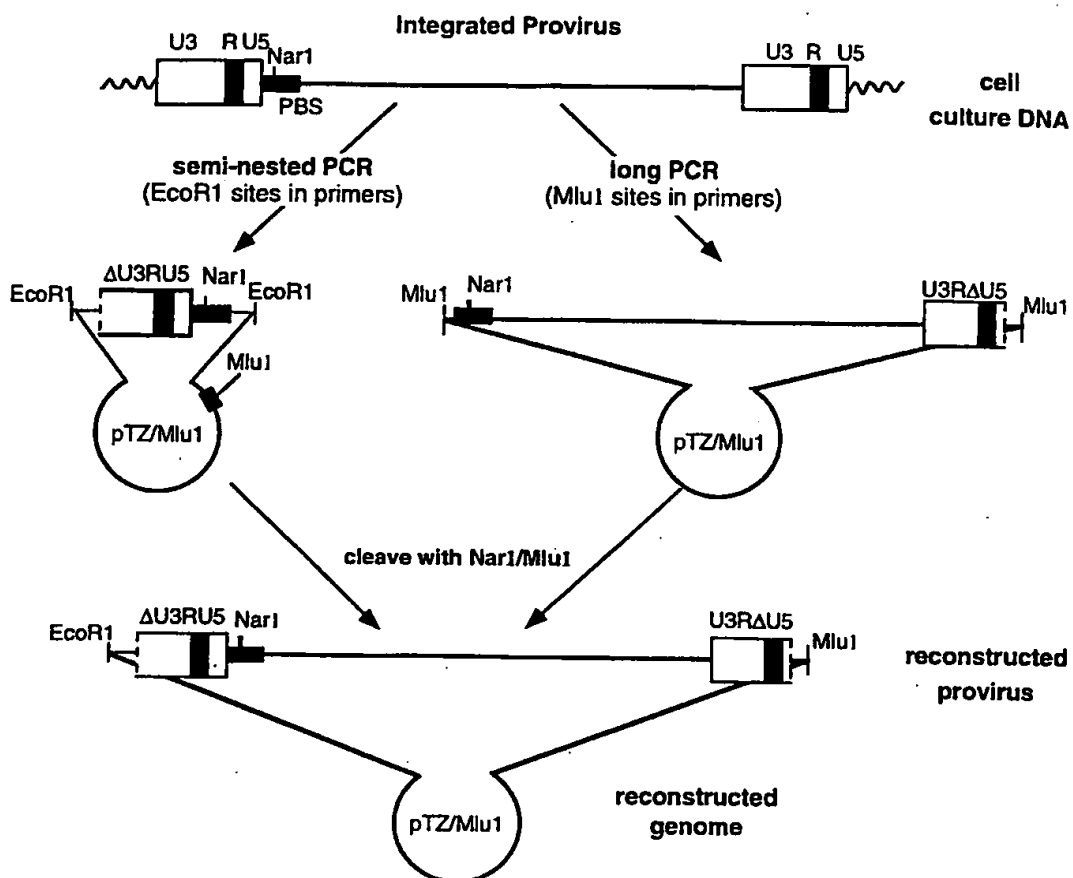 Integrated Provirus
U3 R U5 Nar1
PBS
U3 R U5
cell
culture DNA
semi-nested PCR
(EcoR1 sites in primers)
long PCR
(Mlu1 sites in primers)
ΔU3RU5
EcoR1 Nar1 EcoR1
Mlu1
pTZ/Mlu1
Mlu1 Nar1
U3RΔU5
Mlu1
pTZ/Mlu1
cleave with Nar1/Mlu1
EcoR1 ΔU3RU5 Nar1
U3RΔU5
Mlu1
reconstructed
provirus
pTZ/Mlu1
reconstructed
genome